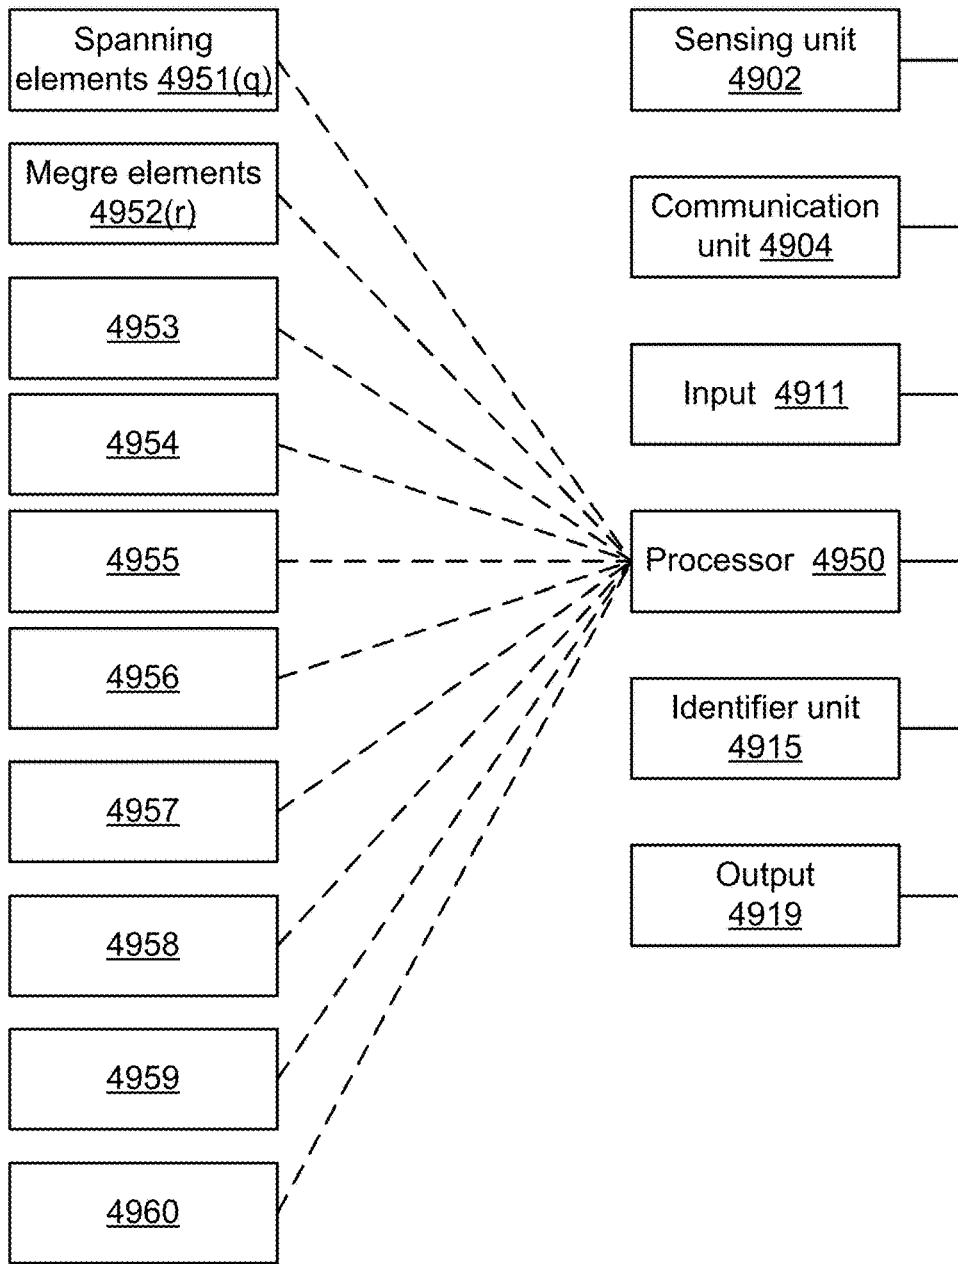 Spanning
elements 4951(q)
Megre elements
4952(r)
4953
4954
4955
4956
4957
4958
4959
4960
Sensing unit
4902
Communication
unit 4904
Input 4911
Processor 4950
Identifier unit
4915
Output
4919